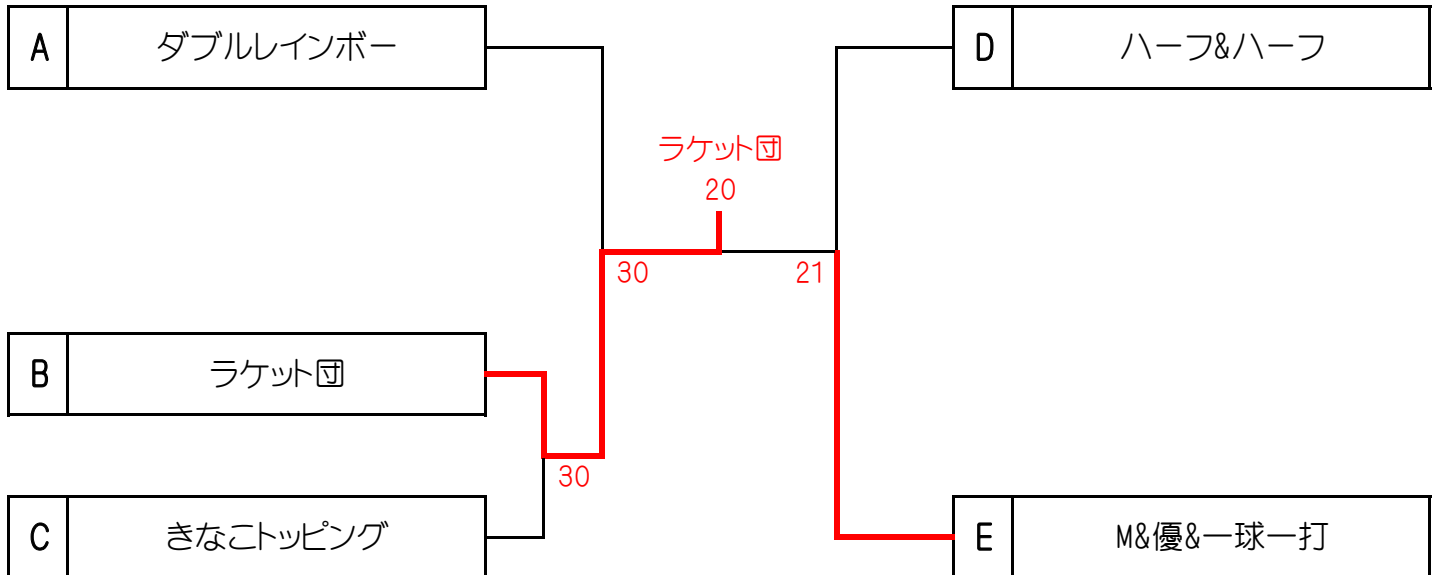 A ダブルレインボー
D ハーフ&ハーフ
ラケット団
20
30
21
B ラケット団
30
C きなこトッピング
E M&優&一球一打